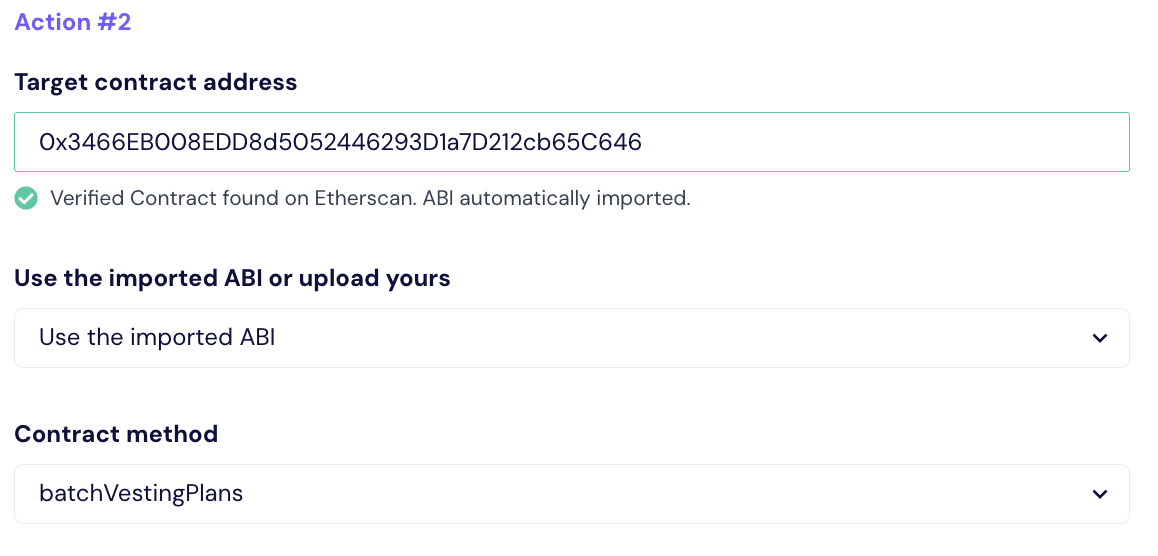 Action #2
Target contract address
0x3466EB008EDD8d5052446293D1a7D212cb65C646
Verified Contract found on Etherscan. ABI automatically imported.
Use the imported ABI or upload yours
Use the imported ABI
Contract method
batchVestingPlans